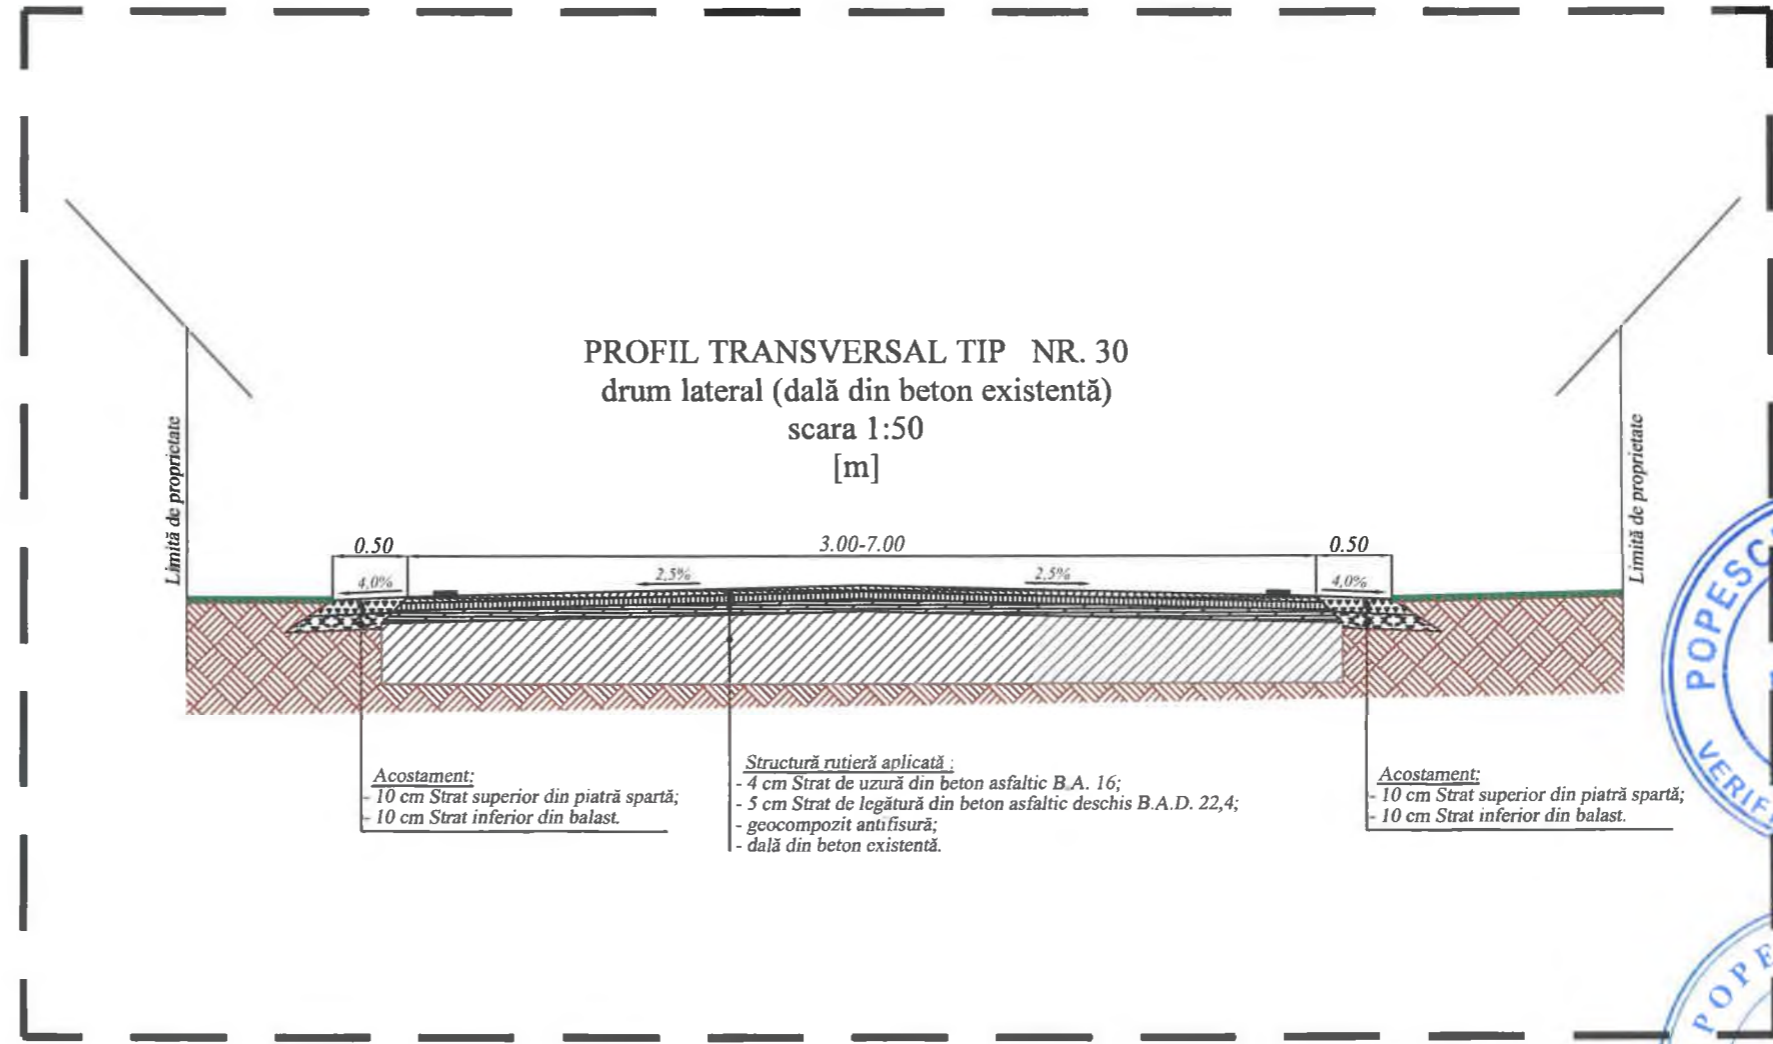 PROFIL TRANSVERSAL TIP NR. 30
drum lateral (dală din beton existentă)
scara 1:50
[m]
Limită de proprietate
Limită de proprietate
0.50
3.00-7.00
0.50
4,0%
2,5%
2,5%
4,0%
Acostament:
- 10 cm Strat superior din piatră spartă;
- 10 cm Strat inferior din balast.
Structură rutieră aplicată :
- 4 cm Strat de uzură din beton asfaltic B.A. 16;
- 5 cm Strat de legătură din beton asfaltic deschis B.A.D. 22,4;
- geocompozit antifisură;
- dală din beton existentă.
Acostament:
- 10 cm Strat superior din piatră spartă;
- 10 cm Strat inferior din balast.
POPESC
VERIF
POPE